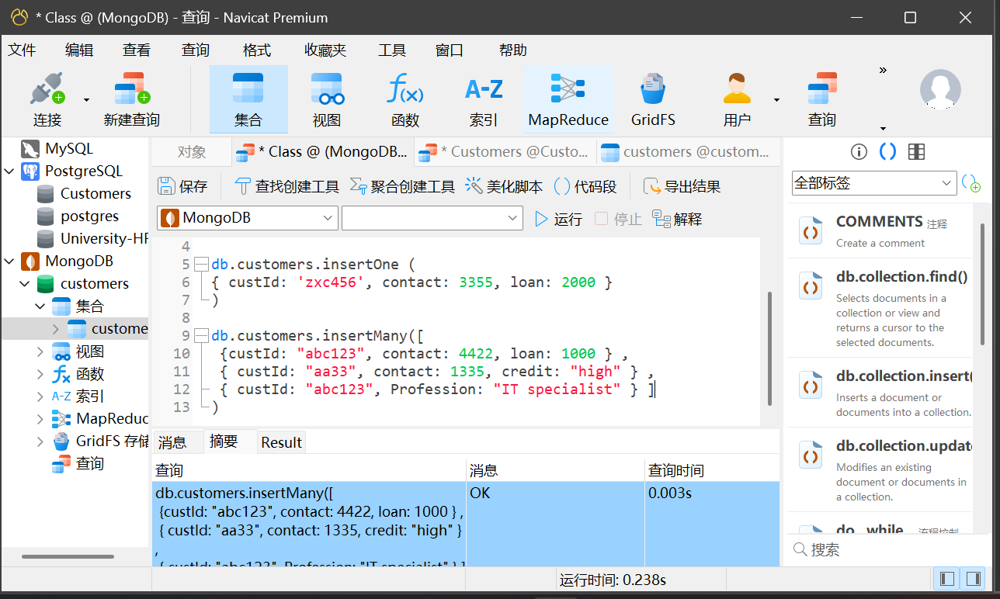 * Class @ (MongoDB) - 查询 - Navicat Premium
文件 编辑 查看 查询 格式 收藏夹 工具 窗口 帮助
连接 新建查询 集合 视图 函数 索引 MapReduce GridFS 用户 查询
f(x)
A-Z
»
MySQL
PostgreSQL
Customers
postgres
University-HF
MongoDB
customers
集合
custome
视图
函数
A-Z 索引
MapReduc
GridFS 存储
查询
对象 * Class @ (MongoDB... * Customers @Custo... customers @custom...
保存 查找创建工具 聚合创建工具 美化脚本 代码段 导出结果
MongoDB 运行 停止 解释
4
5 db.customers.insertOne (
6 { custId: 'zxc456', contact: 3355, loan: 2000 }
7 )
8
9 db.customers.insertMany([
10 {custId: "abc123", contact: 4422, loan: 1000 } ,
11 { custId: "aa33", contact: 1335, credit: "high" } ,
12 { custId: "abc123", Profession: "IT specialist" } ]
13 )
消息 摘要 Result
查询 消息 查询时间
db.customers.insertMany([ OK 0.003s
{custId: "abc123", contact: 4422, loan: 1000 } ,
{ custId: "aa33", contact: 1335, credit: "high" }
,
{ custId: "abc123", Profession: "IT specialist" } ]
运行时间: 0.238s
全部标签
COMMENTS 注释
Create a comment
db.collection.find()
Selects documents in a
collection or view and
returns a cursor to the
selected documents.
db.collection.insert(
Inserts a document or
documents into a collection.
db.collection.update
Modifies an existing
document or documents in
a collection.
do...while 流程控制
搜索